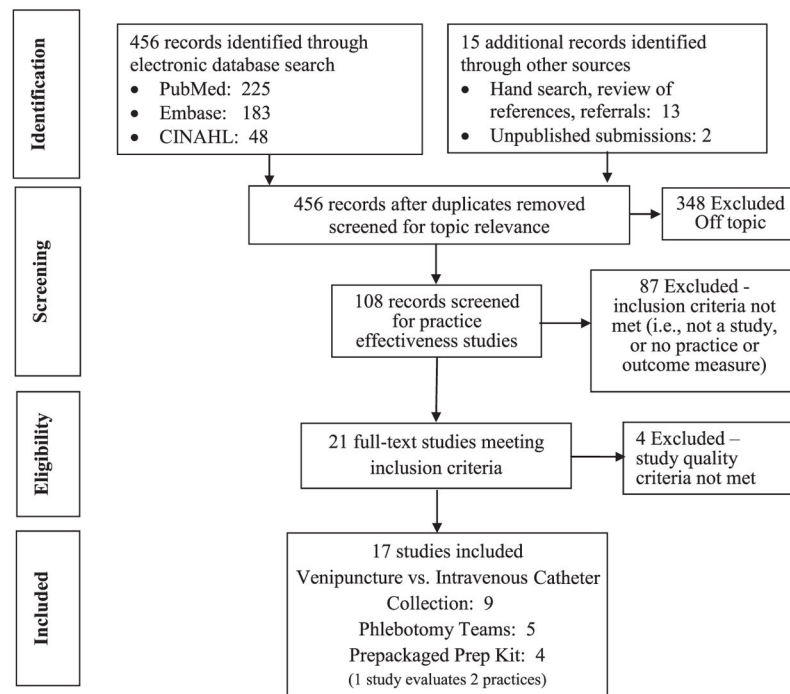 Identification
456 records identified through
electronic database search
• PubMed: 225
• Embase: 183
• CINAHL: 48
15 additional records identified
through other sources
• Hand search, review of
references, referrals: 13
• Unpublished submissions: 2
Screening
456 records after duplicates removed
screened for topic relevance
348 Excluded
Off topic
108 records screened
for practice
effectiveness studies
87 Excluded -
inclusion criteria not
met (i.e., not a study,
or no practice or
outcome measure)
Eligibility
21 full-text studies meeting
inclusion criteria
4 Excluded –
study quality
criteria not met
Included
17 studies included
Venipuncture vs. Intravenous Catheter
Collection: 9
Phlebotomy Teams: 5
Prepackaged Prep Kit: 4
(1 study evaluates 2 practices)